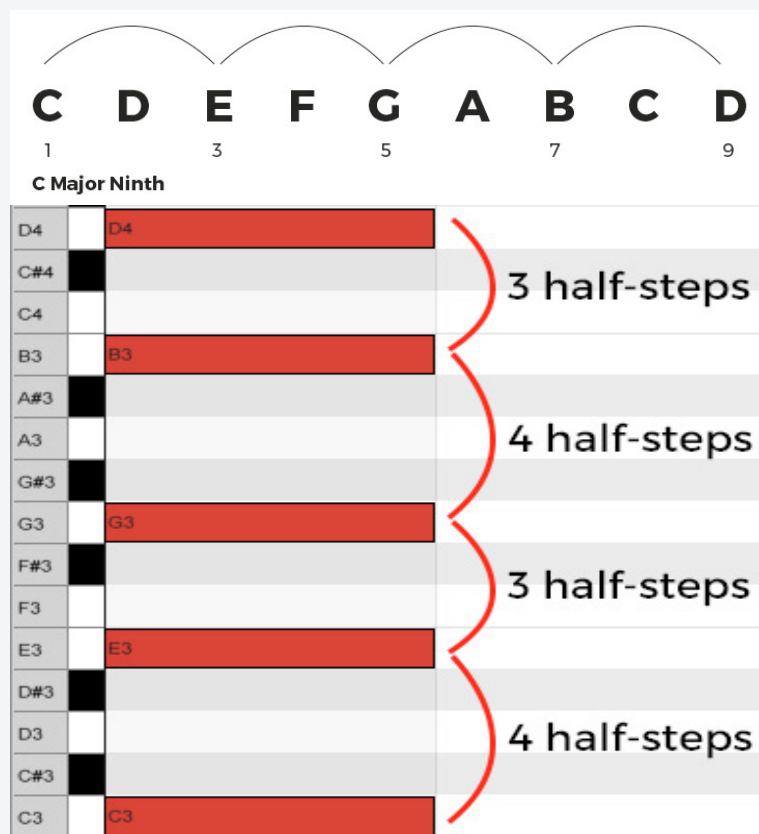 C D E F G A B C D
1 3 5 7 9
C Major Ninth
D4 D4
C#4
3 half-steps
C4
B3 B3
A#3
A3
4 half-steps
G#3
G3 G3
F#3
3 half-steps
F3
E3 E3
D#3
D3
4 half-steps
C#3
C3 C3